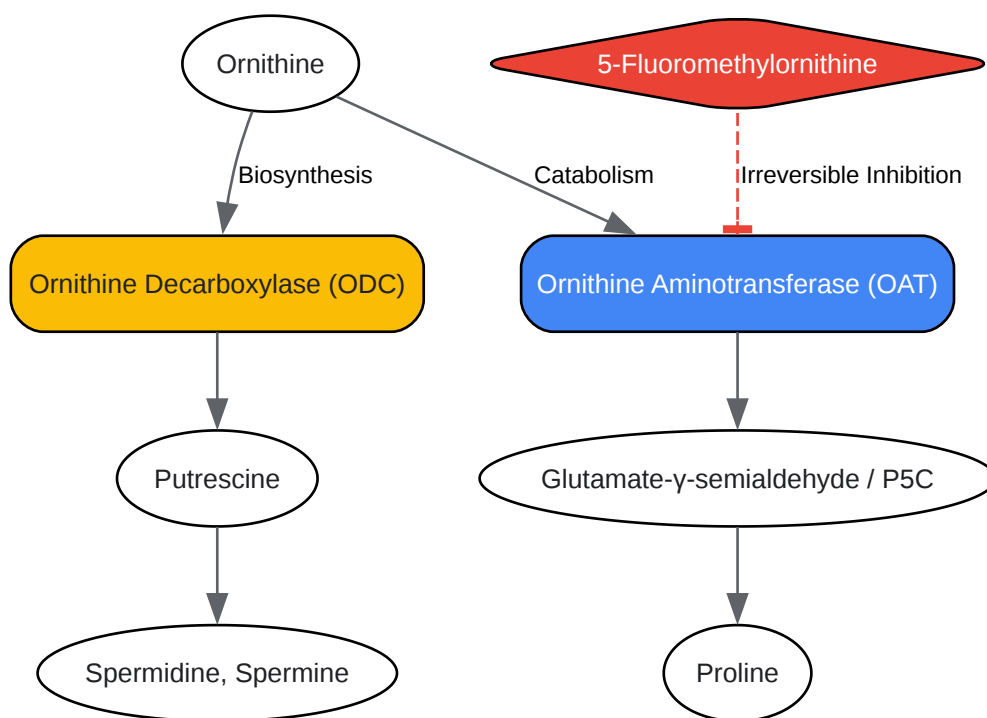 Ornithine
5-Fluoromethylornithine
Biosynthesis
Catabolism
Irreversible Inhibition
Ornithine Decarboxylase (ODC)
Ornithine Aminotransferase (OAT)
Putrescine
Glutamate-γ-semialdehyde / P5C
Spermidine, Spermine
Proline